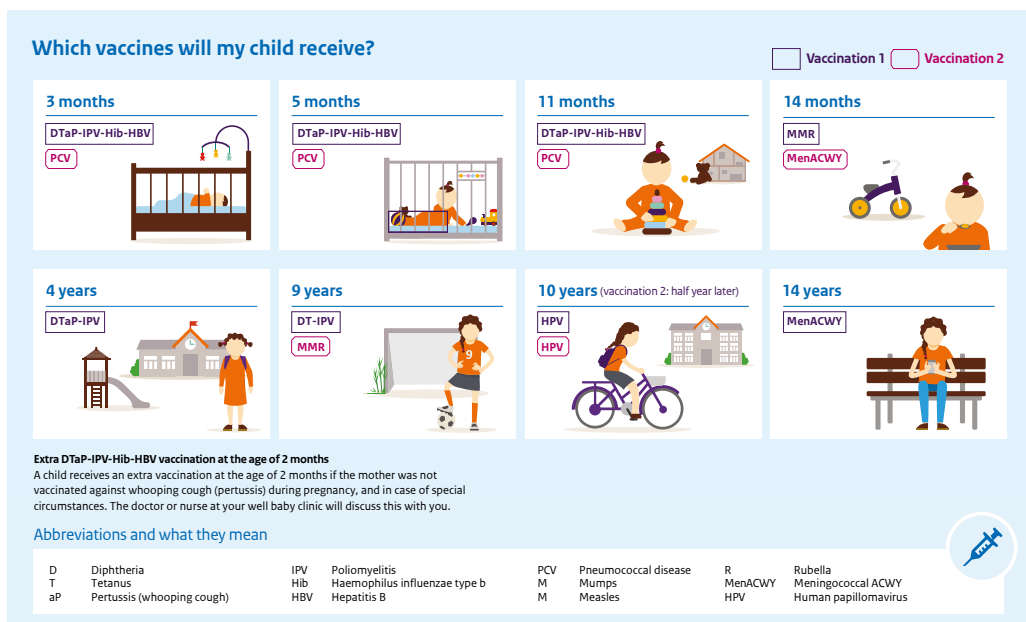 Which vaccines will my child receive?
Vaccination 1 Vaccination 2
3 months
DTaP-IPV-Hib-HBV
PCV
5 months
DTaP-IPV-Hib-HBV
PCV
11 months
DTaP-IPV-Hib-HBV
PCV
14 months
MMR
MenACWY
4 years
DTaP-IPV
9 years
DT-IPV
MMR
9
10 years (vaccination 2: half year later)
HPV
HPV
14 years
MenACWY
Extra DTaP-IPV-Hib-HBV vaccination at the age of 2 months
A child receives an extra vaccination at the age of 2 months if the mother was not
vaccinated against whooping cough (pertussis) during pregnancy, and in case of special
circumstances. The doctor or nurse at your well baby clinic will discuss this with you.
Abbreviations and what they mean
D Diphtheria
T Tetanus
aP Pertussis (whooping cough)
IPV Poliomyelitis
Hib Haemophilus influenzae type b
HBV Hepatitis B
PCV Pneumococcal disease
M Mumps
M Measles
R Rubella
MenACWY Meningococcal ACWY
HPV Human papillomavirus